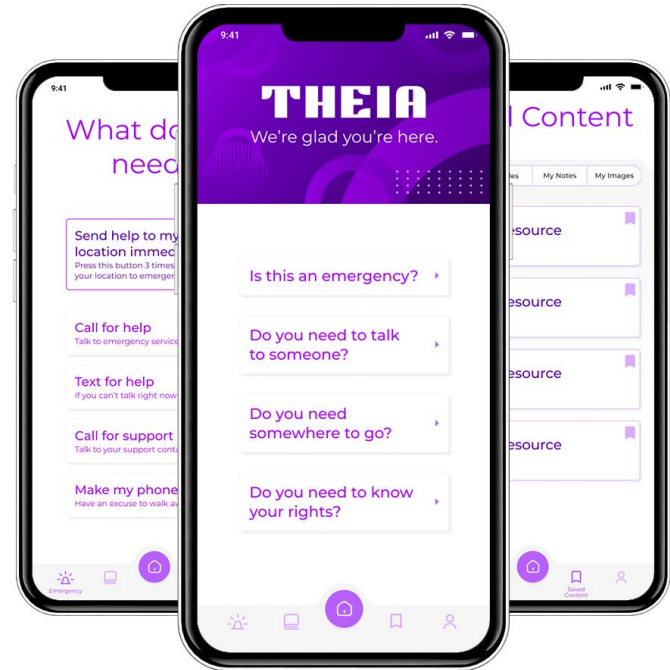 9:41
What do
need
Send help to my
location immed
Press this button 3 times
your location to emergen
Call for help
Talk to emergency service
Text for help
If you can't talk right now
Call for support
Talk to your support conta
Make my phone
Have an excuse to walk aw
Emergency
9:41
THEIA
We're glad you're here.
Is this an emergency?
Do you need to talk
to someone?
Do you need
somewhere to go?
Do you need to know
your rights?
Content
My Notes
My Images
esource
esource
esource
esource
Saved
Content